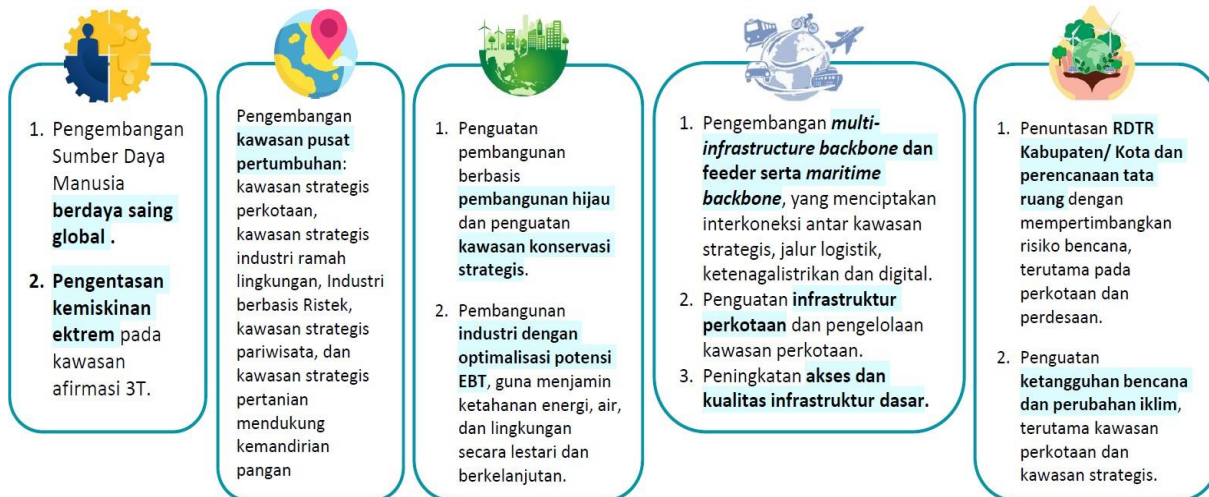 1. Pengembangan
Sumber Daya
Manusia
berdaya saing
global .
2. Pengentasan
kemiskinan
ektrem pada
kawasan
afirmasi 3T.
Pengembangan
kawasan pusat
pertumbuhan:
kawasan strategis
perkotaan,
kawasan strategis
industri ramah
lingkungan, Industri
berbasis Ristek,
kawasan strategis
pariwisata, dan
kawasan strategis
pertanian
mendukung
kemandirian
pangan
1. Penguatan
pembangunan
berbasis
pembangunan hijau
dan penguatan
kawasan konservasi
strategis.
2. Pembangunan
industri dengan
optimalisasi potensi
EBT, guna menjamin
ketahanan energi, air,
dan lingkungan
secara lestari dan
berkelanjutan.
1. Pengembangan multi-
infrastructure backbone dan
feeder serta maritime
backbone, yang menciptakan
interkoneksi antar kawasan
strategis, jalur logistik,
ketenagalistrikan dan digital.
2. Penguatan infrastruktur
perkotaan dan pengelolaan
kawasan perkotaan.
3. Peningkatan akses dan
kualitas infrastruktur dasar.
1. Penuntasan RDTR
Kabupaten/ Kota dan
perencanaan tata
ruang dengan
mempertimbangkan
risiko bencana,
terutama pada
perkotaan dan
perdesaan.
2. Penguatan
ketangguhan bencana
dan perubahan iklim,
terutama kawasan
perkotaan dan
kawasan strategis.